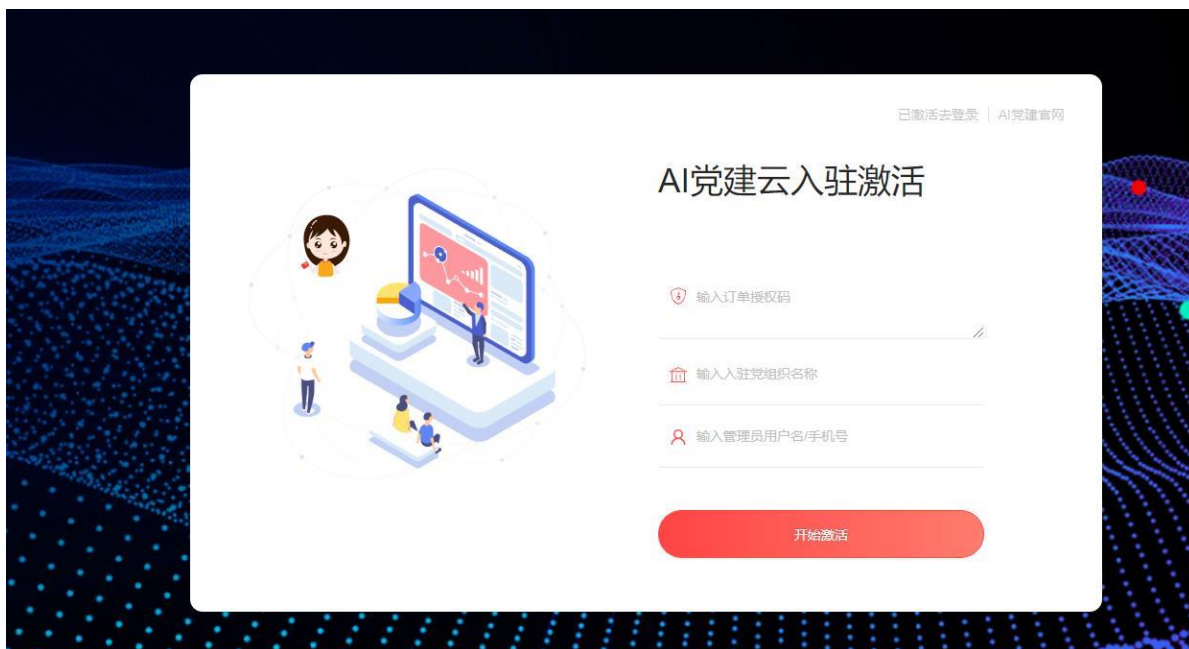 已激活去登录 | AI党建官网
AI党建云入驻激活
输入订单授权码
输入入驻党组织名称
输入管理员用户名/手机号
开始激活